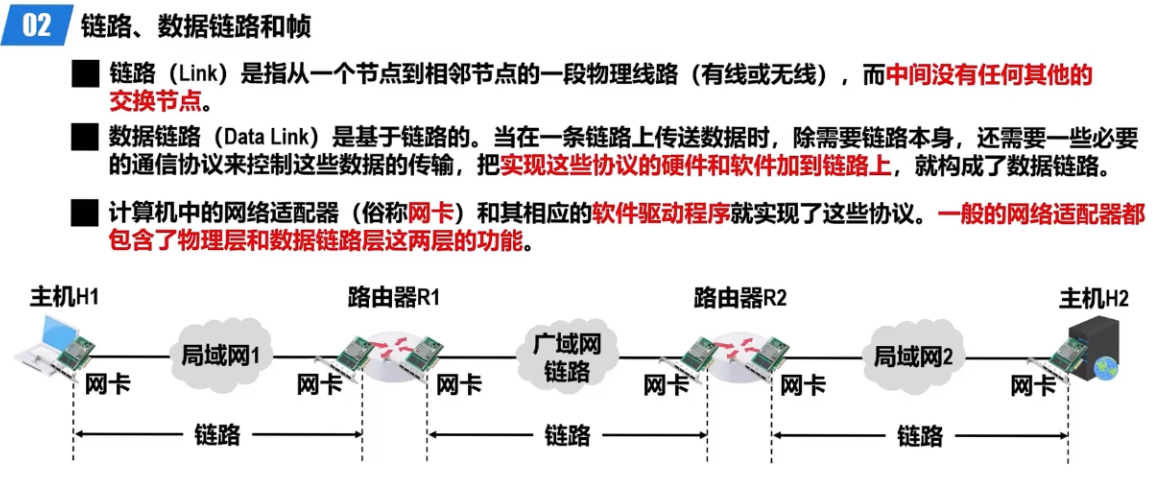 02 链路、数据链路和帧
链路（Link）是指从一个节点到相邻节点的一段物理线路（有线或无线），而中间没有任何其他的
交换节点。
数据链路（Data Link）是基于链路的。当在一条链路上传送数据时，除需要链路本身，还需要一些必要
的通信协议来控制这些数据的传输，把实现这些协议的硬件和软件加到链路上，就构成了数据链路。
计算机中的网络适配器（俗称网卡）和其相应的软件驱动程序就实现了这些协议。一般的网络适配器都
包含了物理层和数据链路层这两层的功能。
主机H1 路由器R1 路由器R2 主机H2
局域网1 广域网 局域网2
链路
网卡 网卡 网卡 网卡 网卡 网卡
链路 链路 链路